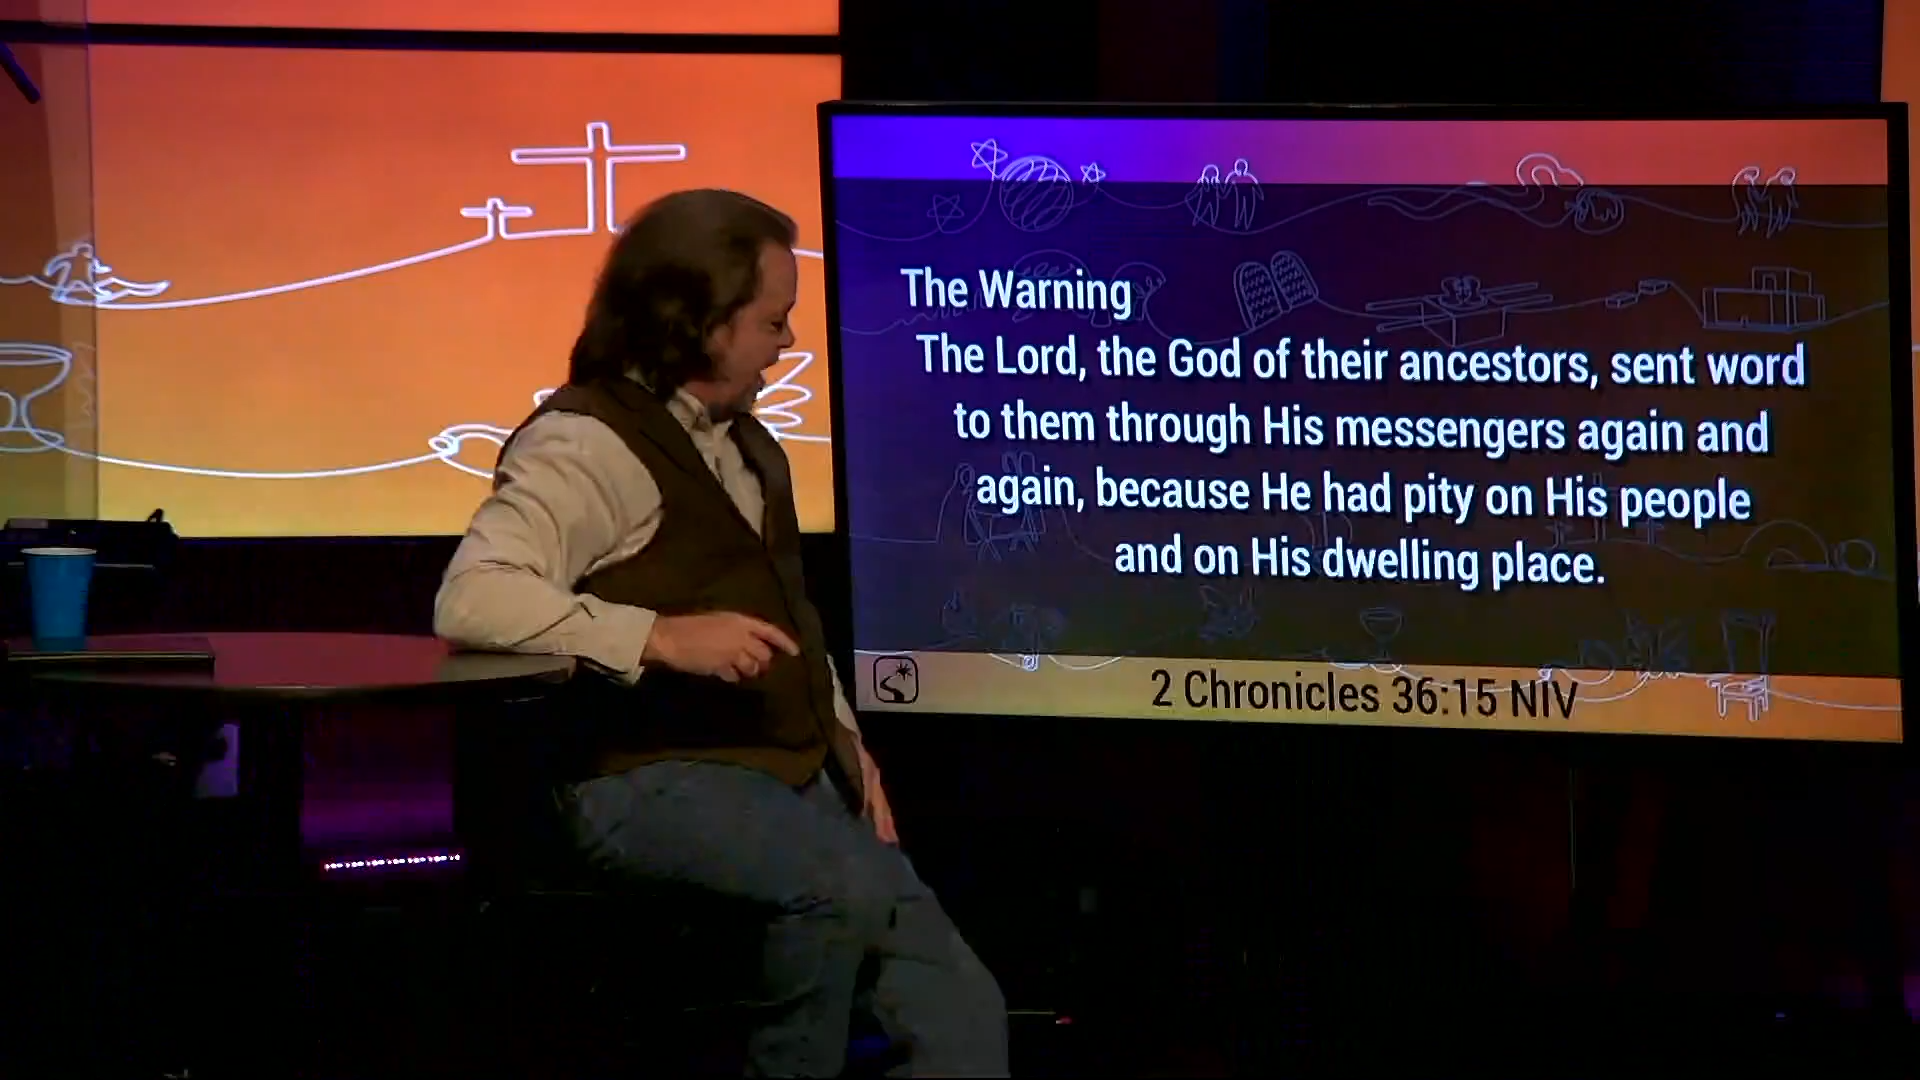 The Warning
The Lord, the God of their ancestors, sent word
to them through His messengers again and
again, because He had pity on His people
and on His dwelling place.
2 Chronicles 36:15 NIV